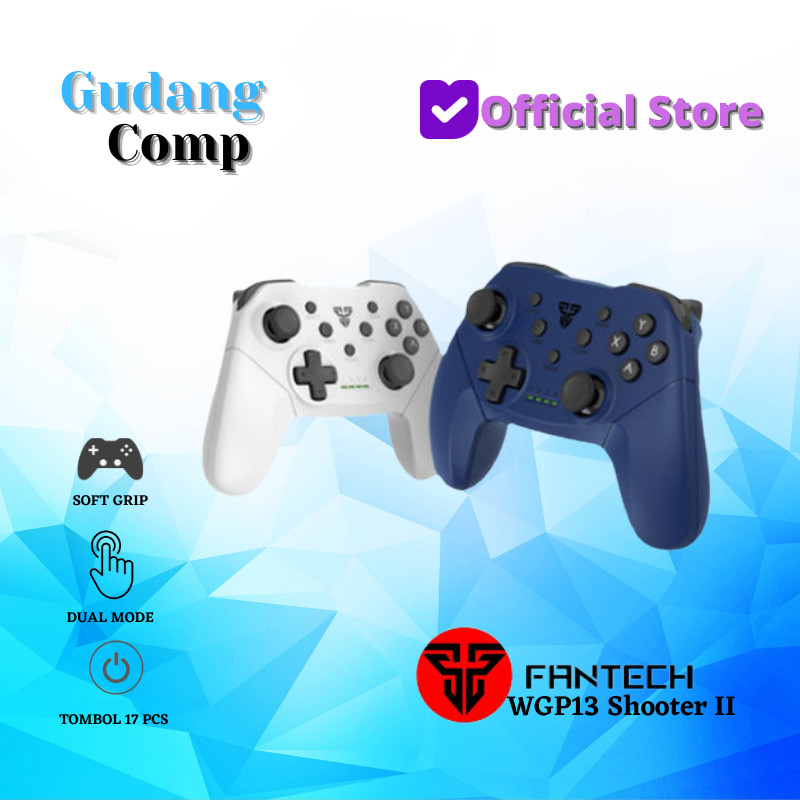 Gudang
Comp
Official Store
Y
X
B
A
SOFT GRIP
DUAL MODE
TOMBOL 17 PCS
FANTECH
WGP13 Shooter II